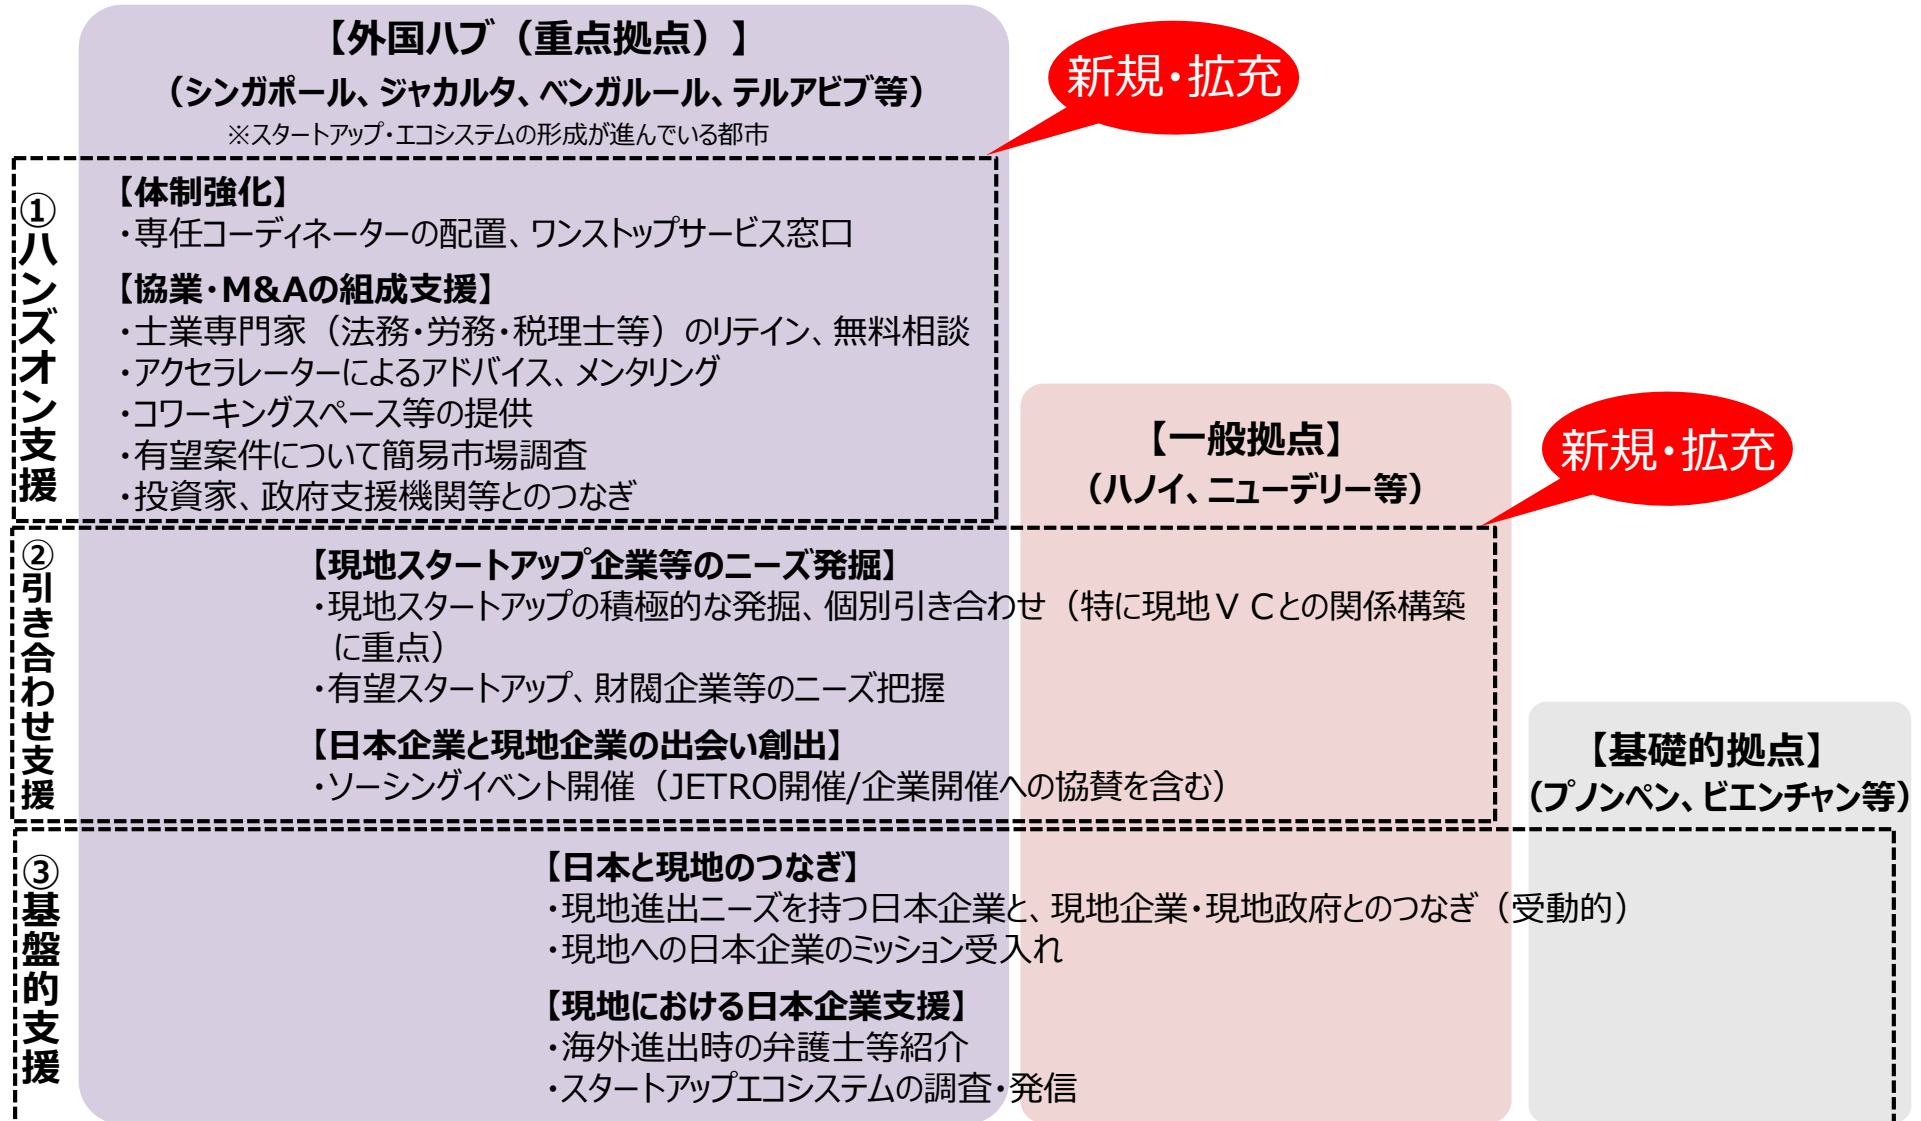 【外国ハブ（重点拠点）】
（シンガポール、ジャカルタ、ベンガルール、テルアビブ等）
※スタートアップ・エコシステムの形成が進んでいる都市
新規・拡充
①ハンズオン支援
【体制強化】
・専任コーディネーターの配置、ワンストップサービス窓口
【協業・M&Aの組成支援】
・士業専門家（法務・労務・税理士等）のリテイン、無料相談
・アクセラレーターによるアドバイス、メンタリング
・コワーキングスペース等の提供
・有望案件について簡易市場調査
・投資家、政府支援機関等とのつなぎ
【一般拠点】
（ハノイ、ニューデリー等）
新規・拡充
②引き合わせ支援
【現地スタートアップ企業等のニーズ発掘】
・現地スタートアップの積極的な発掘、個別引き合わせ（特に現地ＶＣとの関係構築
に重点）
・有望スタートアップ、財閥企業等のニーズ把握
【日本企業と現地企業の出会い創出】
・ソーシングイベント開催（JETRO開催/企業開催への協賛を含む）
【基礎的拠点】
（プノンペン、ビエンチャン等）
③基盤的支援
【日本と現地のつなぎ】
・現地進出ニーズを持つ日本企業と、現地企業・現地政府とのつなぎ（受動的）
・現地への日本企業のミッション受入れ
【現地における日本企業支援】
・海外進出時の弁護士等紹介
・スタートアップエコシステムの調査・発信